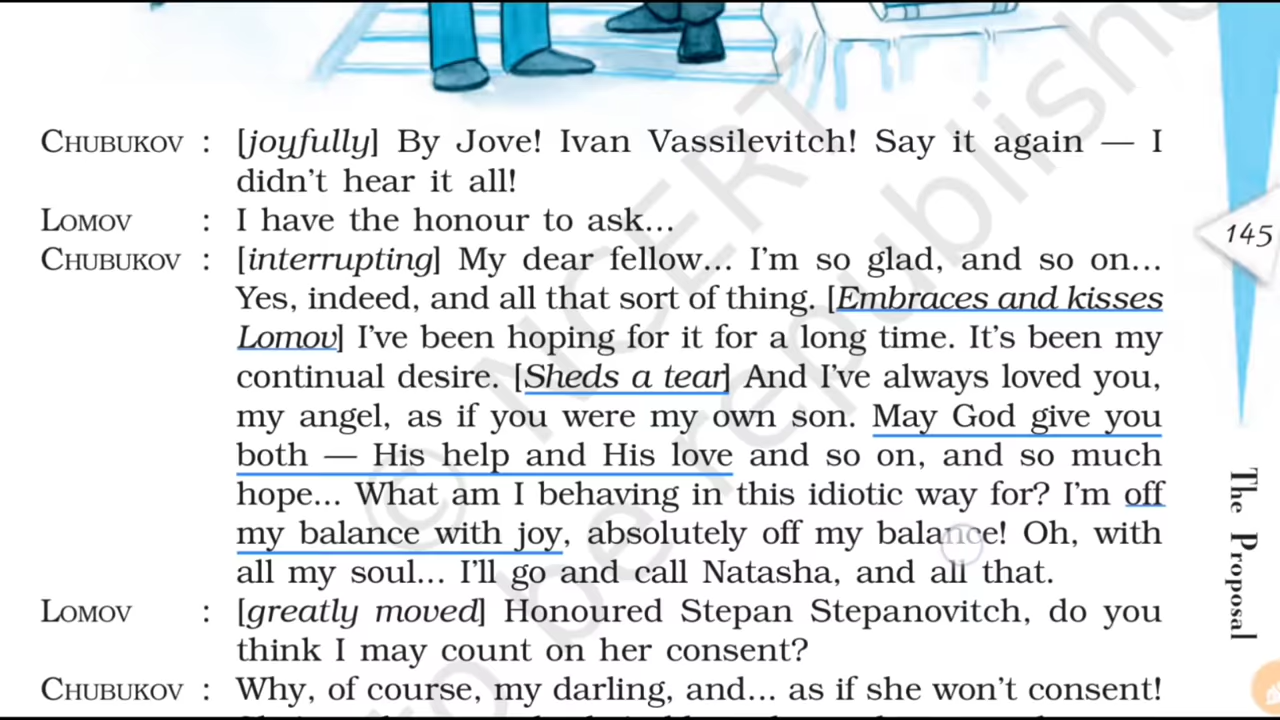 CHUBUKOV : [joyfully] By Jove! Ivan Vassilevitch! Say it again — I
didn't hear it all!
LOMOV : I have the honour to ask...
CHUBUKOV : [interrupting] My dear fellow... I'm so glad, and so on...
Yes, indeed, and all that sort of thing. [Embraces and kisses
Lomov] I've been hoping for it for a long time. It's been my
continual desire. [Sheds a tear] And I've always loved you,
my angel, as if you were my own son. May God give you
both — His help and His love and so on, and so much
hope... What am I behaving in this idiotic way for? I'm off
my balance with joy, absolutely off my balance! Oh, with
all my soul... I'll go and call Natasha, and all that.
LOMOV : [greatly moved] Honoured Stepan Stepanovitch, do you
think I may count on her consent?
CHUBUKOV : Why, of course, my darling, and... as if she won't consent!
145
The Proposal
© NCERT
be republishe